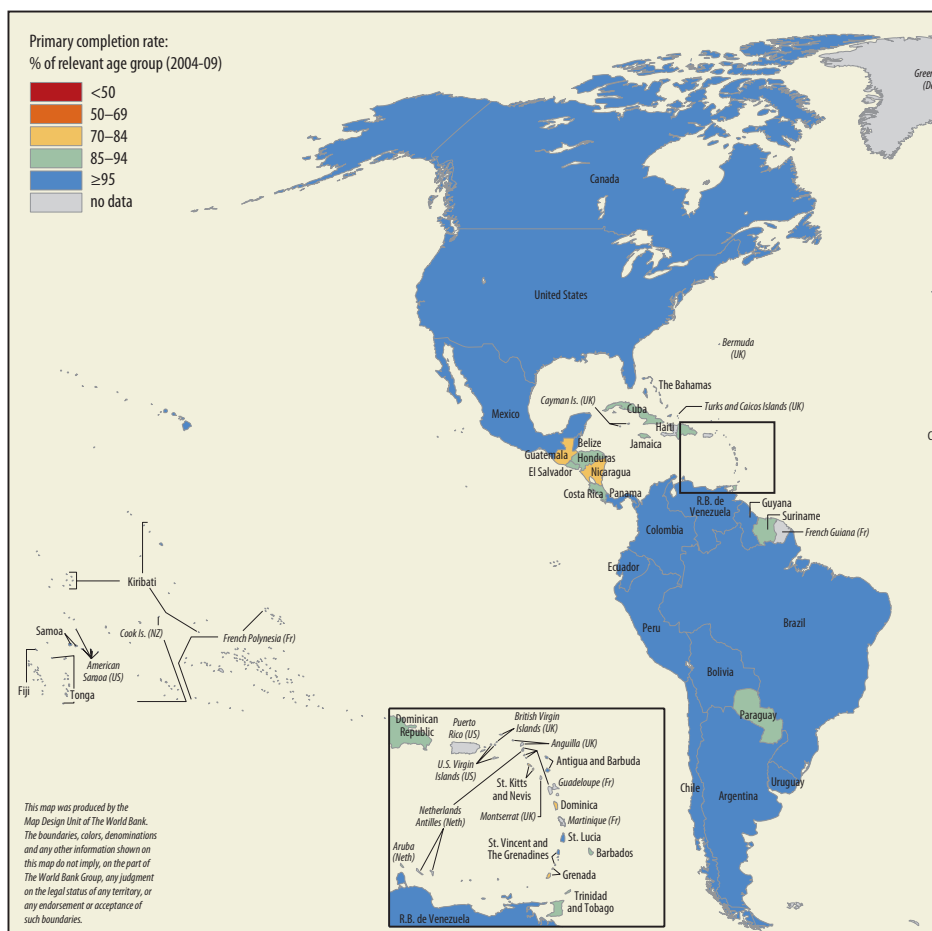 Primary completion rate:
% of relevant age group (2004-09)
<50
50–69
70–84
85–94
≥95
no data
Canada
United States
Bermuda
(UK)
The Bahamas
Cayman Is. (UK)
Cuba
Turks and Caicos Islands (UK)
Mexico
Haiti
Jamaica
Belize
Guatemala
Honduras
El Salvador
Nicaragua
Costa Rica
Panama
R.B. de
Venezuela
Guyana
Suriname
French Guiana (Fr)
Colombia
Ecuador
Kiribati
Peru
Brazil
Samoa
Cook Is. (NZ)
French Polynesia (Fr)
American
Samoa (US)
Fiji
Tonga
Bolivia
Paraguay
Chile
Argentina
Uruguay
Dominican
Republic
Puerto
Rico (US)
British Virgin
Islands (UK)
Anguilla (UK)
U.S. Virgin
Islands (US)
Antigua and Barbuda
St. Kitts
and Nevis
Guadeloupe (Fr)
Netherlands
Antilles (Neth)
Montserrat (UK)
Dominica
Martinique (Fr)
St. Lucia
St. Vincent and
The Grenadines
Barbados
Aruba
(Neth)
Grenada
Trinidad
and Tobago
R.B. de Venezuela
This map was produced by the
Map Design Unit of The World Bank.
The boundaries, colors, denominations
and any other information shown on
this map do not imply, on the part of
The World Bank Group, any judgment
on the legal status of any territory, or
any endorsement or acceptance of
such boundaries.